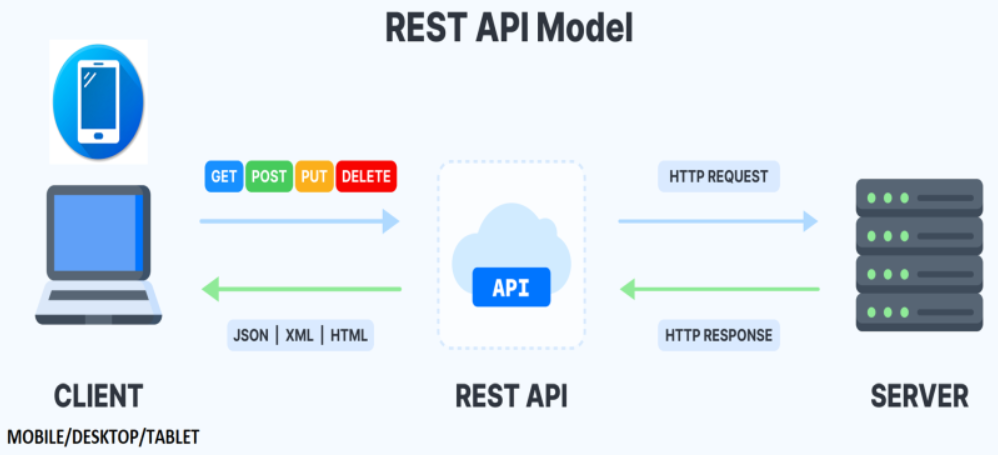 REST API Model
GET POST PUT DELETE
HTTP REQUEST
API
JSON | XML | HTML
HTTP RESPONSE
CLIENT
REST API
SERVER
MOBILE/DESKTOP/TABLET